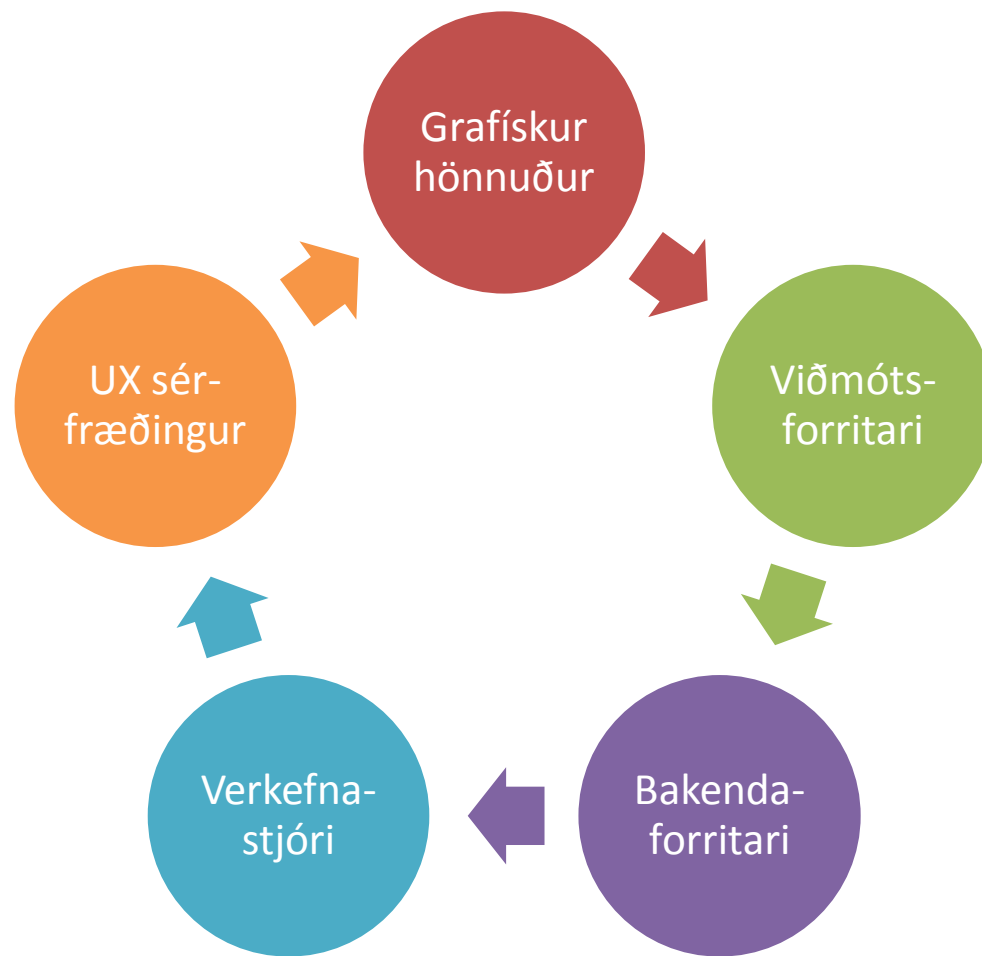 Grafískur
hönnuður
Viðmóts-
forritari
Bakenda-
forritari
Verkefna-
stjóri
UX sér-
fræðingur